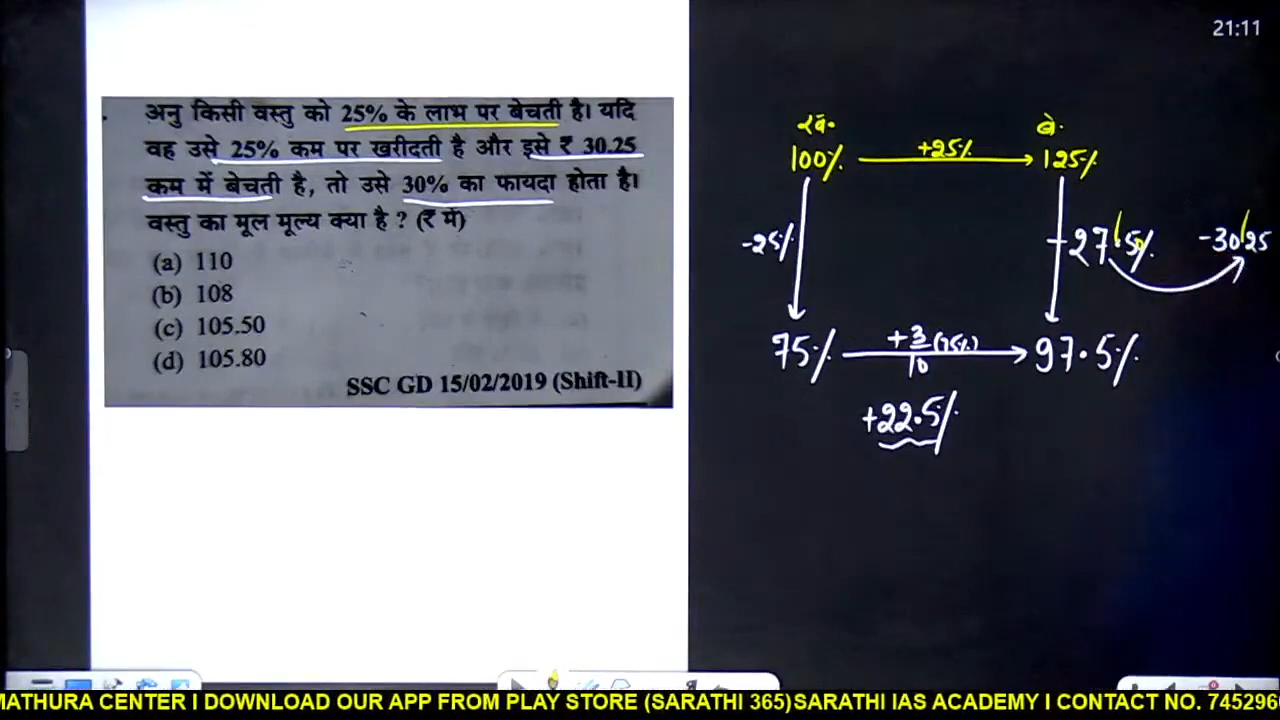 21:11
अनु किसी वस्तु को 25% के लाभ पर बेचती है। यदि
वह उसे 25% कम पर खरीदती है और इसे ₹ 30.25
कम में बेचती है, तो उसे 30% का फायदा होता है।
वस्तु का मूल मूल्य क्या है ? (₹ में)
(a) 110
(b) 108
(c) 105.50
(d) 105.80
SSC GD 15/02/2019 (Shift-II)
बे.
100% +25% 125%
-25% -27.5% -30.25
75% +3/10 (75%) 97.5%
+22.5%
MATHURA CENTER I DOWNLOAD OUR APP FROM PLAY STORE (SARATHI 365)SARATHI IAS ACADEMY I CONTACT NO. 745296